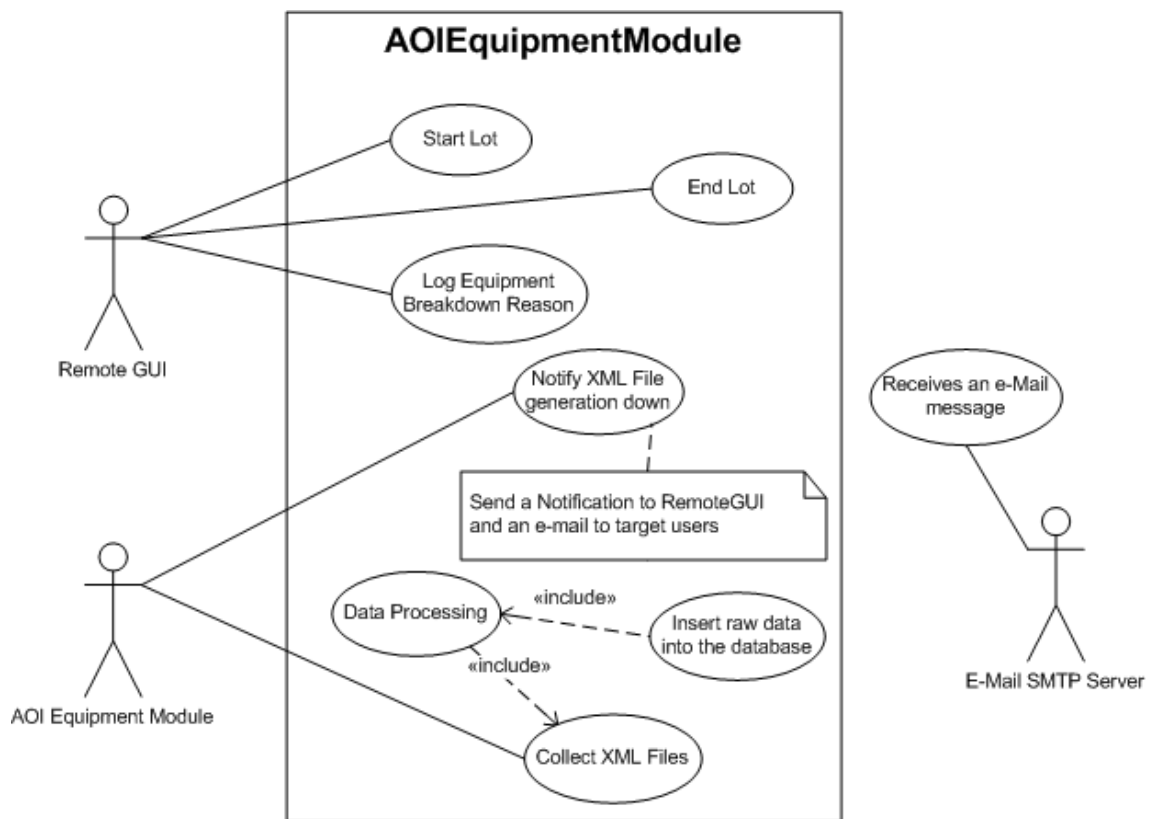 AOIEquipmentModule
Start Lot
End Lot
Log Equipment
Breakdown Reason
Remote GUI
Notify XML File
generation down
Receives an e-Mail
message
Send a Notification to RemoteGUI
and an e-mail to target users
«include»
Data Processing
Insert raw data
into the database
«include»
E-Mail SMTP Server
AOI Equipment Module
Collect XML Files